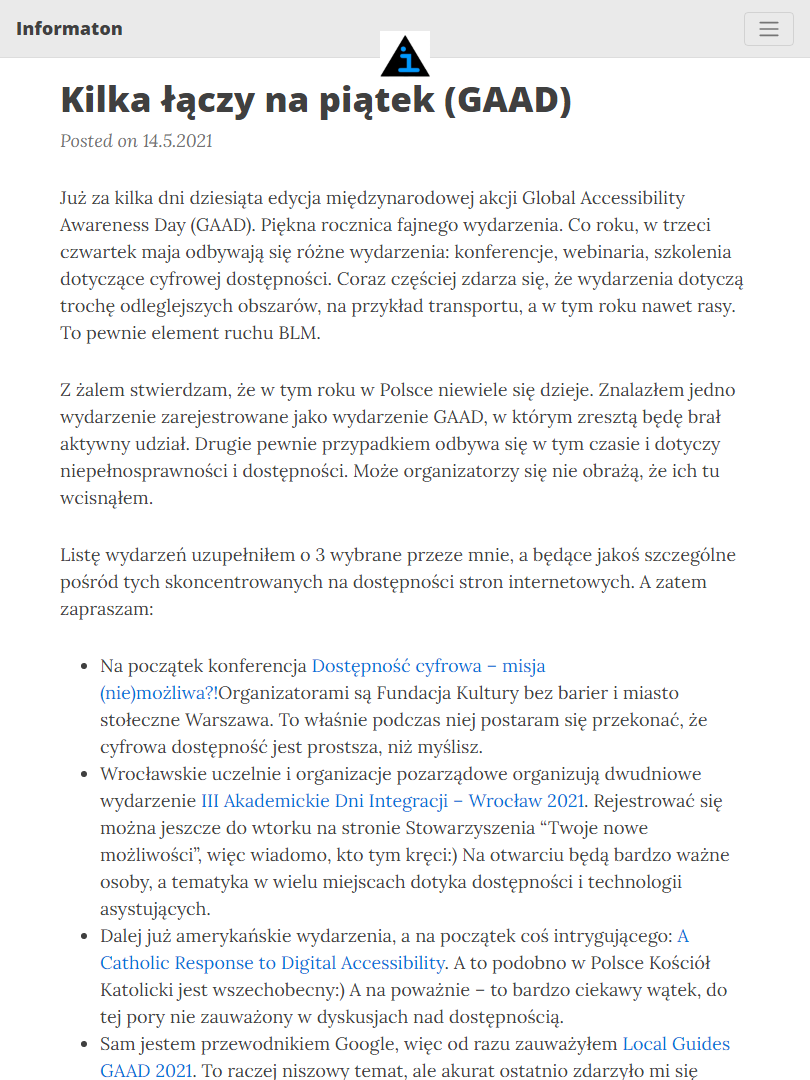 Informaton
i
Kilka łączy na piątek (GAAD)
Posted on 14.5.2021
Już za kilka dni dziesiąta edycja międzynarodowej akcji Global Accessibility
Awareness Day (GAAD). Piękna rocznica fajnego wydarzenia. Co roku, w trzeci
czwartek maja odbywają się różne wydarzenia: konferencje, webinaria, szkolenia
dotyczące cyfrowej dostępności. Coraz częściej zdarza się, że wydarzenia dotyczą
trochę odleglejszych obszarów, na przykład transportu, a w tym roku nawet rasy.
To pewnie element ruchu BLM.
Z żalem stwierdzam, że w tym roku w Polsce niewiele się dzieje. Znalazłem jedno
wydarzenie zarejestrowane jako wydarzenie GAAD, w którym zresztą będę brał
aktywny udział. Drugie pewnie przypadkiem odbywa się w tym czasie i dotyczy
niepełnosprawności i dostępności. Może organizatorzy się nie obrażą, że ich tu
wcisnąłem.
Listę wydarzeń uzupełniłem o 3 wybrane przeze mnie, a będące jakoś szczególne
pośród tych skoncentrowanych na dostępności stron internetowych. A zatem
zapraszam:
• Na początek konferencja Dostępność cyfrowa – misja
(nie)możliwa?!Organizatorami są Fundacja Kultury bez barier i miasto
stołeczne Warszawa. To właśnie podczas niej postaram się przekonać, że
cyfrowa dostępność jest prostsza, niż myślisz.
• Wrocławskie uczelnie i organizacje pozarządowe organizują dwudniowe
wydarzenie III Akademickie Dni Integracji – Wrocław 2021. Rejestrować się
można jeszcze do wtorku na stronie Stowarzyszenia “Twoje nowe
możliwości”, więc wiadomo, kto tym kręci:) Na otwarciu będą bardzo ważne
osoby, a tematyka w wielu miejscach dotyka dostępności i technologii
asystujących.
• Dalej już amerykańskie wydarzenia, a na początek coś intrygującego: A
Catholic Response to Digital Accessibility. A to podobno w Polsce Kościół
Katolicki jest wszechobecny:) A na poważnie – to bardzo ciekawy wątek, do
tej pory nie zauważony w dyskusjach nad dostępnością.
• Sam jestem przewodnikiem Google, więc od razu zauważyłem Local Guides
GAAD 2021. To raczej niszowy temat, ale akurat ostatnio zdarzyło mi się